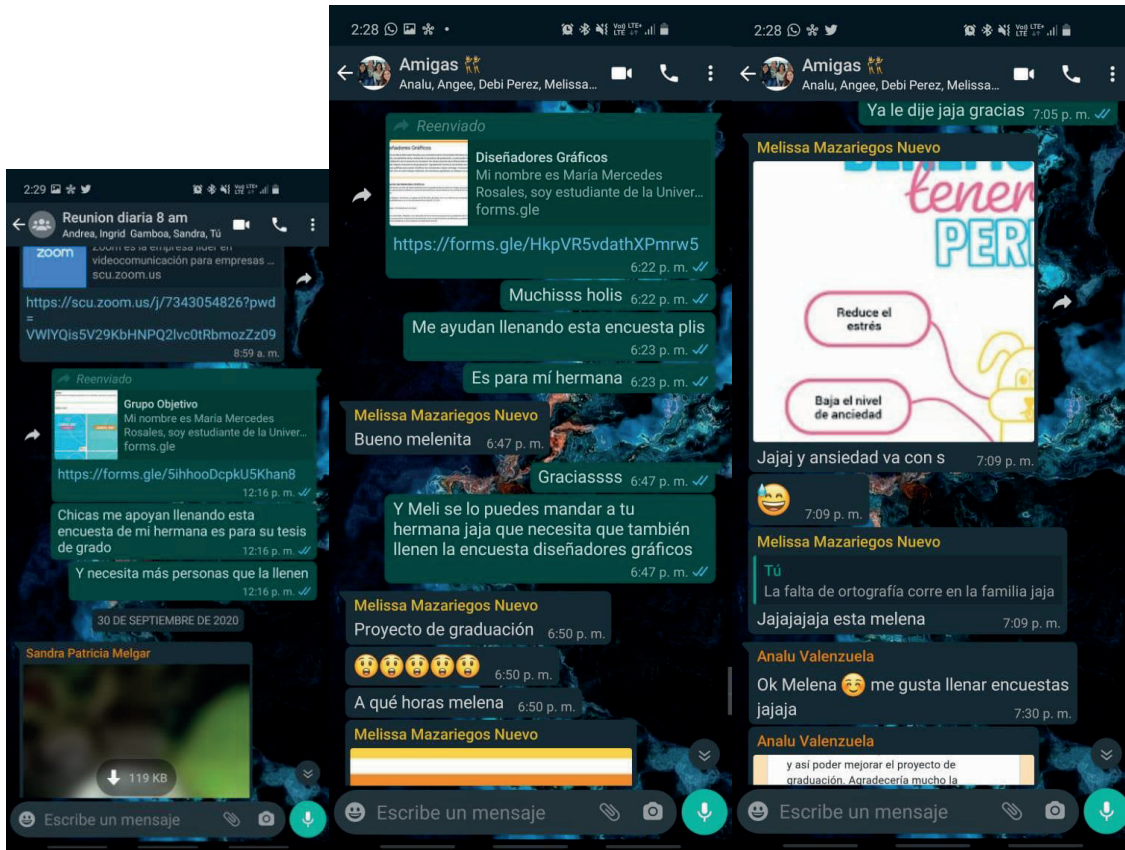 2:29
Reunion diaria 8 am
Andrea, Ingrid Gamboa, Sandra, Tú
zoom
Zoom es la empresa líder en
videocomunicación para empresas ...
scu.zoom.us
https://scu.zoom.us/j/7343054826?pwd
=
VWlYQis5V29KbHNPQ2lvc0tRbmozZz09
8:59 a. m.
Reenviado
Grupo Objetivo
Mi nombre es María Mercedes
Rosales, soy estudiante de la Univer...
forms.gle
https://forms.gle/5ihhooDcpkU5Khan8
12:16 p. m.
Chicas me apoyan llenando esta
encuesta de mi hermana es para su tesis
de grado
12:16 p. m.
Y necesita más personas que la llenen
12:16 p. m.
30 DE SEPTIEMBRE DE 2020
Sandra Patricia Melgar
119 KB
Escribe un mensaje
2:28
Amigas
Analu, Angee, Debi Perez, Melissa...
Reenviado
Diseñadores Gráficos
Mi nombre es María Mercedes
Rosales, soy estudiante de la Univer...
forms.gle
https://forms.gle/HkpVR5vdathXPmrw5
6:22 p. m.
Muchisss holis 6:22 p. m.
Me ayudan llenando esta encuesta plis
6:23 p. m.
Es para mí hermana 6:23 p. m.
Melissa Mazariegos Nuevo
Bueno melenita 6:47 p. m.
Graciassss 6:47 p. m.
Y Meli se lo puedes mandar a tu
hermana jaja que necesita que también
llenen la encuesta diseñadores gráficos
6:47 p. m.
Melissa Mazariegos Nuevo
Proyecto de graduación 6:50 p. m.
6:50 p. m.
A qué horas melena 6:50 p. m.
Melissa Mazariegos Nuevo
Escribe un mensaje
2:28
Amigas
Analu, Angee, Debi Perez, Melissa...
Ya le dije jaja gracias 7:05 p. m.
Melissa Mazariegos Nuevo
tener
Reduce el
estrés
Baja el nivel
de anciedad
Jajaj y ansiedad va con s 7:09 p. m.
7:09 p. m.
Melissa Mazariegos Nuevo
Tú
La falta de ortografía corre en la familia jaja
Jajajajaja esta melena 7:09 p. m.
Analu Valenzuela
Ok Melena me gusta llenar encuestas
jajaja 7:30 p. m.
Analu Valenzuela
y así poder mejorar el proyecto de
graduación. Agradecería mucho la
Escribe un mensaje